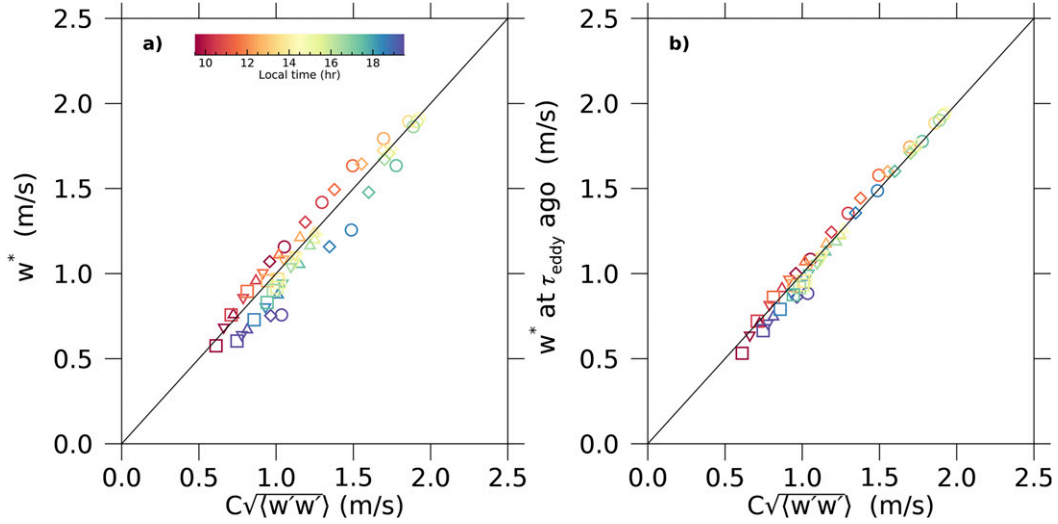 a)
10 12 14 16 18
Local time (hr)
w* (m/s)
2.5
2.0
1.5
1.0
0.5
0.0
0.0 0.5 1.0 1.5 2.0 2.5
C√⟨w′w′⟩ (m/s)
b)
w* at τeddy ago (m/s)
2.5
2.0
1.5
1.0
0.5
0.0
0.0 0.5 1.0 1.5 2.0 2.5
C√⟨w′w′⟩ (m/s)